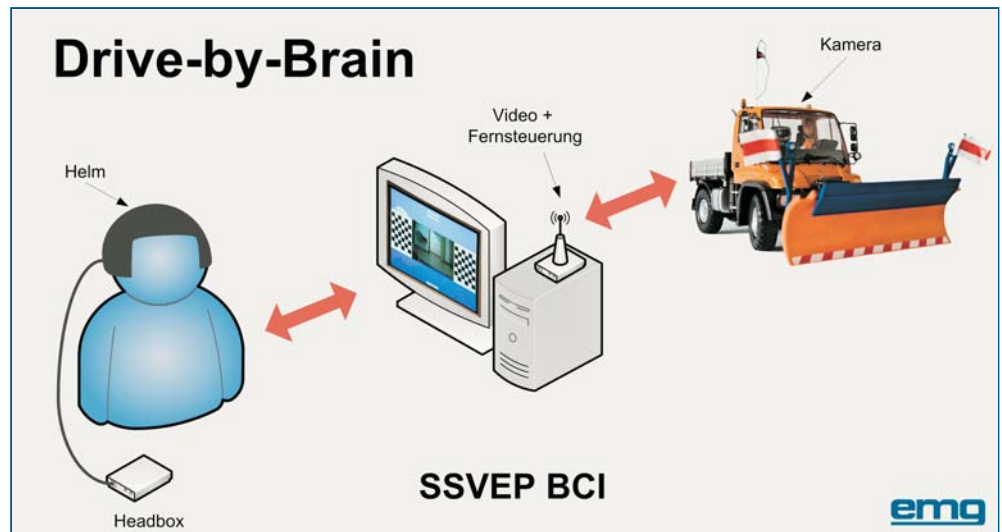 Drive-by-Brain
Kamera
Video +
Fernsteuerung
Helm
SSVEP BCI
Headbox
emg